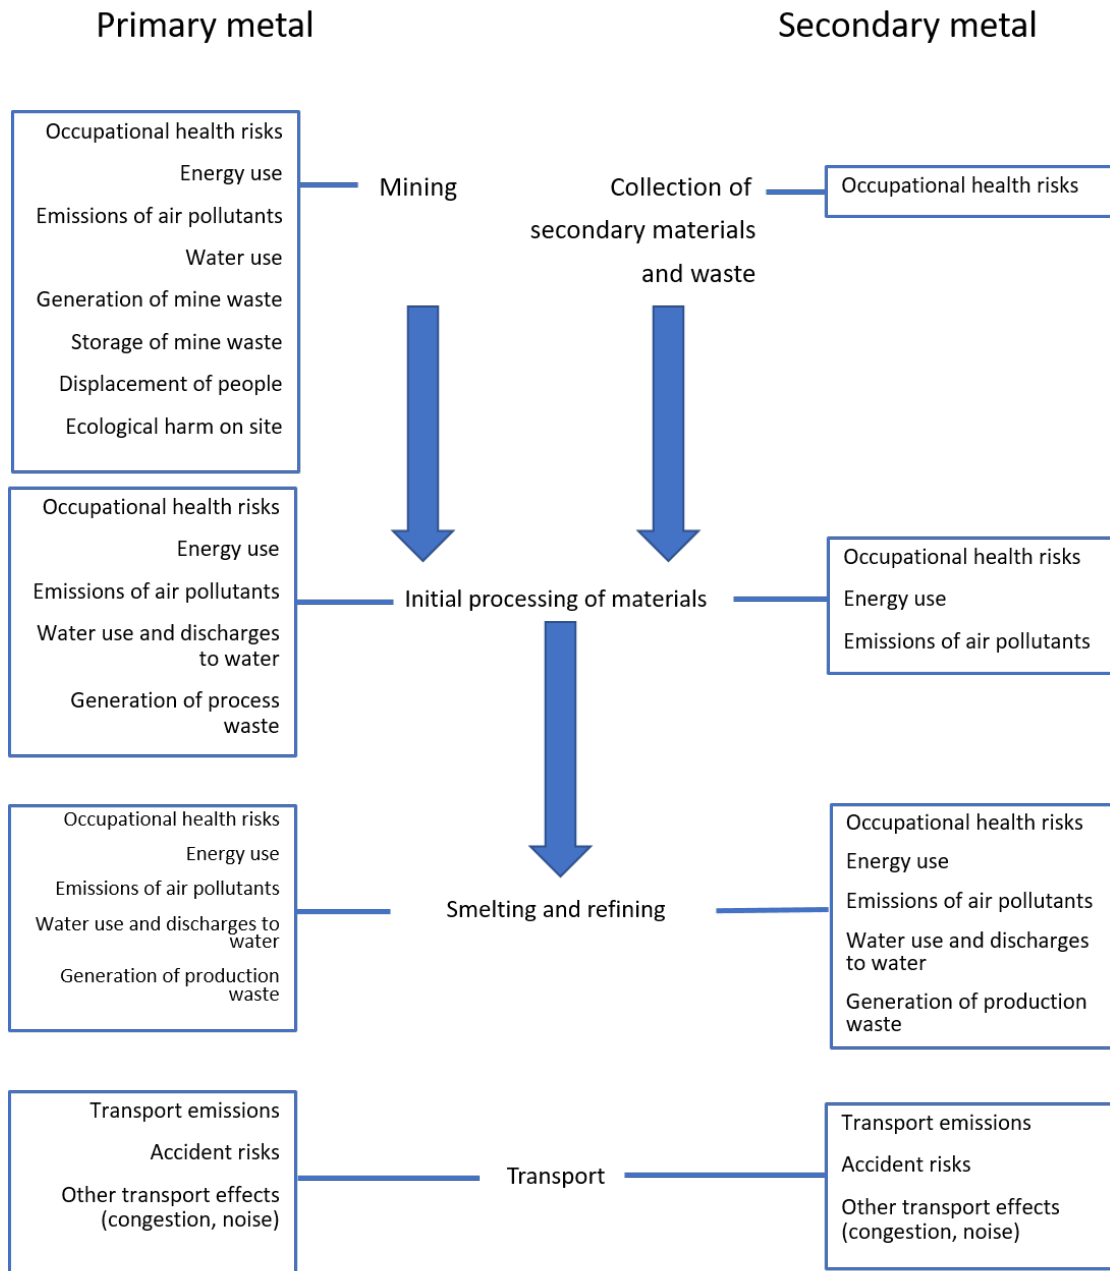 Primary metal
Secondary metal
Occupational health risks
Energy use
Emissions of air pollutants
Water use
Generation of mine waste
Storage of mine waste
Displacement of people
Ecological harm on site
Mining
Collection of
secondary materials
and waste
Occupational health risks
Occupational health risks
Energy use
Emissions of air pollutants
Water use and discharges
to water
Generation of process
waste
Initial processing of materials
Occupational health risks
Energy use
Emissions of air pollutants
Occupational health risks
Energy use
Emissions of air pollutants
Water use and discharges to
water
Generation of production
waste
Smelting and refining
Occupational health risks
Energy use
Emissions of air pollutants
Water use and discharges
to water
Generation of production
waste
Transport emissions
Accident risks
Other transport effects
(congestion, noise)
Transport
Transport emissions
Accident risks
Other transport effects
(congestion, noise)